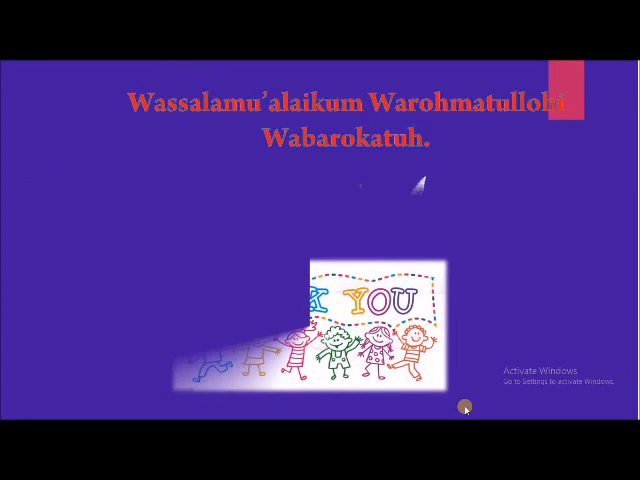 Wassalamu’alaikum Warohmatullohi
Wabarokatuh.
K YOU
Activate Windows
Go to Settings to activate Windows.